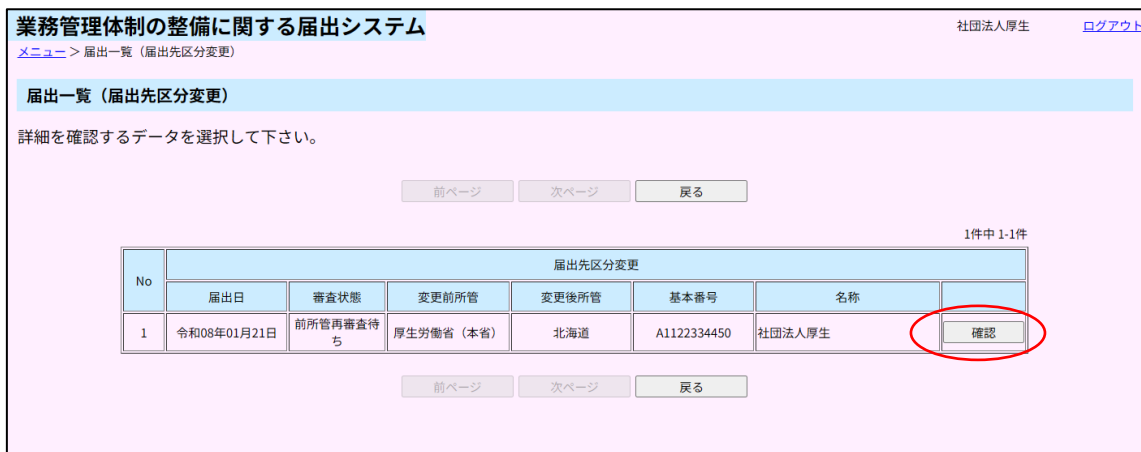 業務管理体制の整備に関する届出システム
社団法人厚生 ログアウト
メニュー > 届出一覧（届出先区分変更）
届出一覧（届出先区分変更）
詳細を確認するデータを選択して下さい。
前ページ 次ページ 戻る
1件中 1-1件
No 届出先区分変更
届出日 審査状態 変更前所管 変更後所管 基本番号 名称
1 令和08年01月21日 前所管再審査待ち 厚生労働省（本省） 北海道 A1122334450 社団法人厚生 確認
前ページ 次ページ 戻る